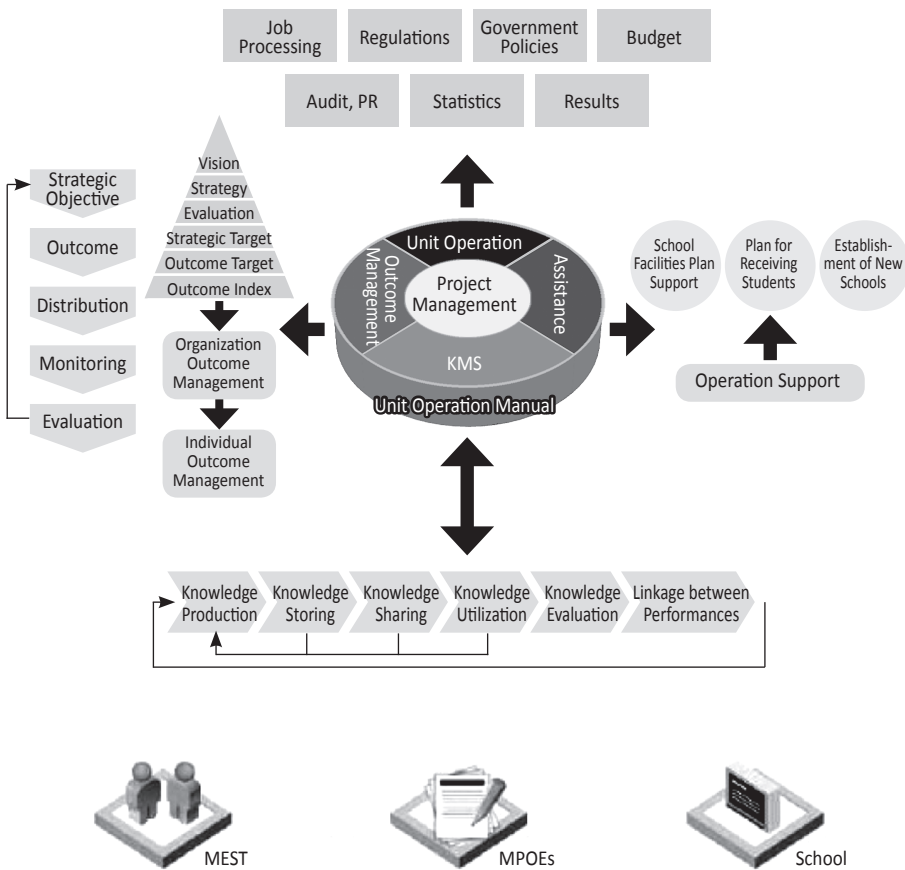 Job
Processing
Regulations
Government
Policies
Budget
Audit, PR
Statistics
Results
Strategic
Objective
Outcome
Distribution
Monitoring
Evaluation
Vision
Strategy
Evaluation
Strategic Target
Outcome Target
Outcome Index
Organization
Outcome
Management
Individual
Outcome
Management
Unit Operation
Outcome
Management
Project
Management
Assistance
KMS
Unit Operation Manual
School
Facilities Plan
Support
Plan for
Receiving
Students
Establish-
ment of New
Schools
Operation Support
Knowledge
Production
Knowledge
Storing
Knowledge
Sharing
Knowledge
Utilization
Knowledge
Evaluation
Linkage between
Performances
MEST
MPOEs
School